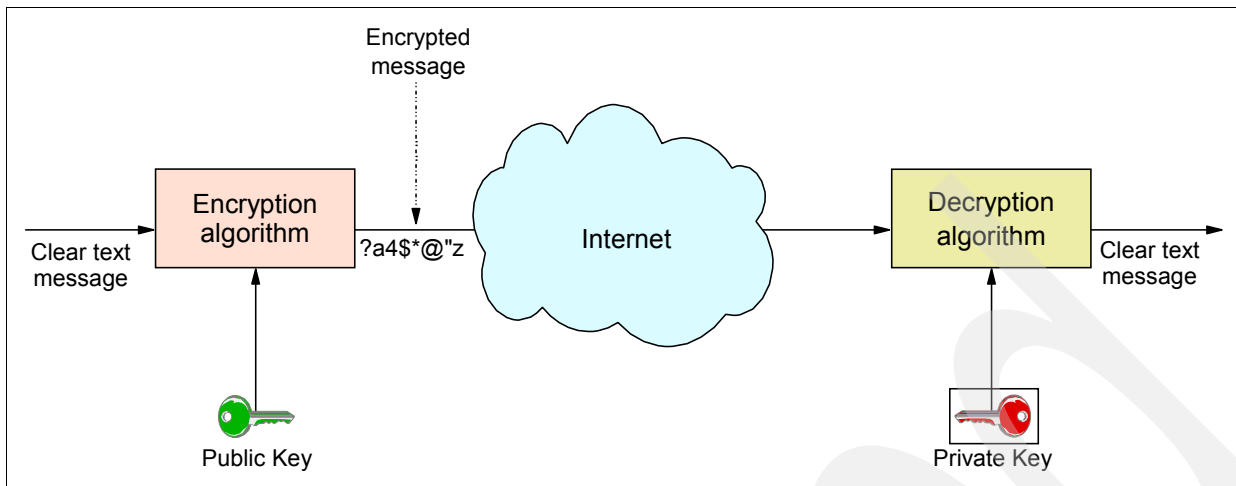 Encrypted
message
Encryption
algorithm
Decryption
algorithm
Internet
Clear text
message
?a4$*@"z
Clear text
message
Public Key
Private Key